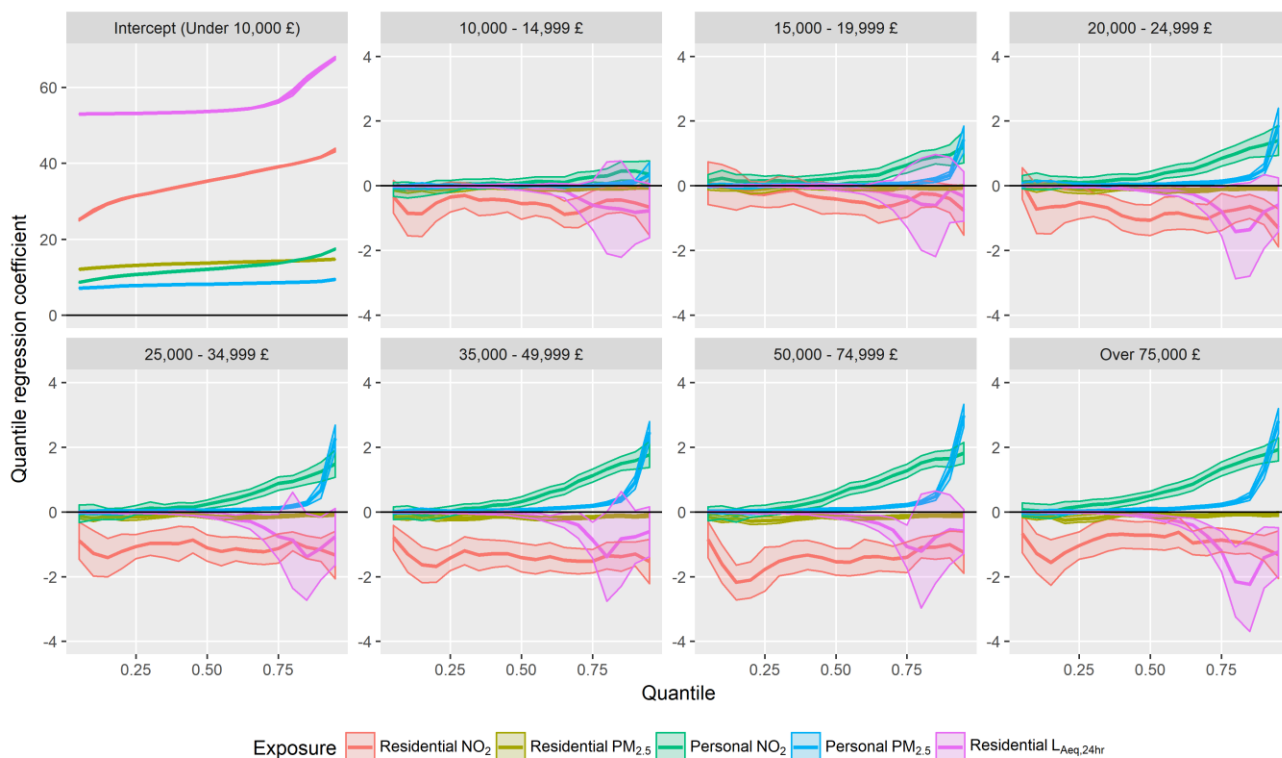 Intercept (Under 10,000 £)
10,000 - 14,999 £
15,000 - 19,999 £
20,000 - 24,999 £
60
40
20
0
4
2
0
-2
-4
4
2
0
-2
-4
4
2
0
-2
-4
Quantile regression coefficient
25,000 - 34,999 £
35,000 - 49,999 £
50,000 - 74,999 £
Over 75,000 £
4
2
0
-2
-4
4
2
0
-2
-4
4
2
0
-2
-4
4
2
0
-2
-4
0.25 0.50 0.75
0.25 0.50 0.75
0.25 0.50 0.75
0.25 0.50 0.75
Quantile
Exposure Residential NO₂ Residential PM₂.₅ Personal NO₂ Personal PM₂.₅ Residential L_Aeq,24hr